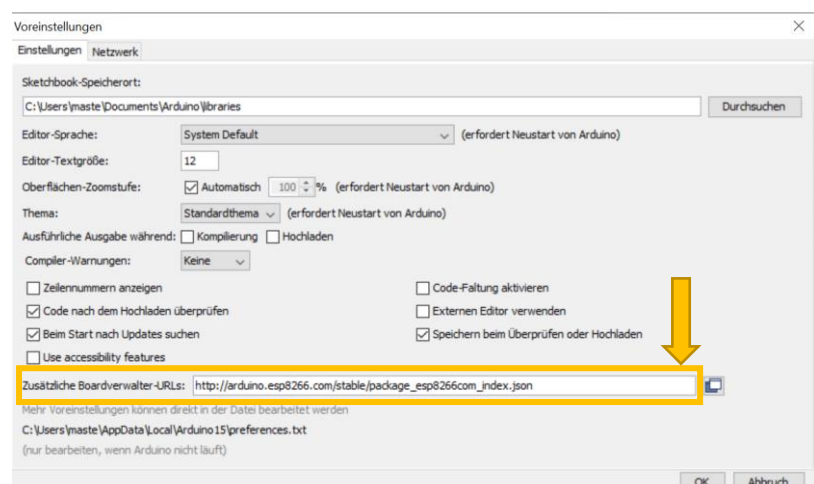 Voreinstellungen
Einstellungen Netzwerk
Sketchbook-Speicherort:
C:\Users\maste\Documents\Arduino\libraries Durchsuchen
Editor-Sprache: System Default (erfordert Neustart von Arduino)
Editor-Textgröße: 12
Oberflächen-Zoomstufe: Automatisch 100 % (erfordert Neustart von Arduino)
Thema: Standardthema (erfordert Neustart von Arduino)
Ausführliche Ausgabe während: Kompilierung Hochladen
Compiler-Warnungen: Keine
Zeilennummern anzeigen Code-Faltung aktivieren
Code nach dem Hochladen überprüfen Externen Editor verwenden
Beim Start nach Updates suchen Speichern beim Überprüfen oder Hochladen
Use accessibility features
Zusätzliche Boardverwalter-URLs: http://arduino.esp8266.com/stable/package_esp8266com_index.json
Mehr Voreinstellungen können direkt in der Datei bearbeitet werden
C:\Users\maste\AppData\Local\Arduino15\preferences.txt
(nur bearbeiten, wenn Arduino nicht läuft)
OK Abbruch